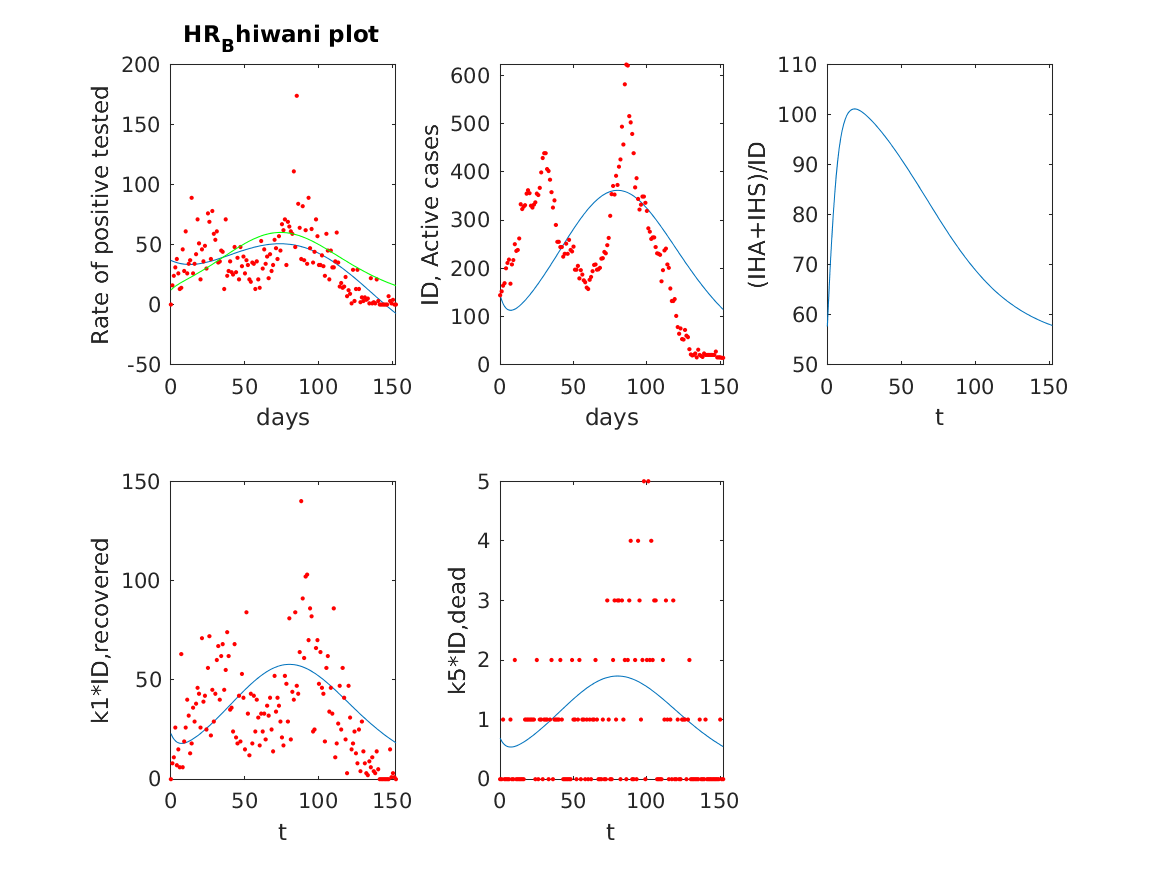 HR_Bhiwani plot
200
150
100
50
0
-50
0 50 100 150
days
Rate of positive tested
600
500
400
300
200
100
0
0 50 100 150
days
ID, Active cases
110
100
90
80
70
60
50
0 50 100 150
t
(IHA+IHS)/ID
150
100
50
0
0 50 100 150
t
k1*ID,recovered
5
4
3
2
1
0
0 50 100 150
t
k5*ID,dead